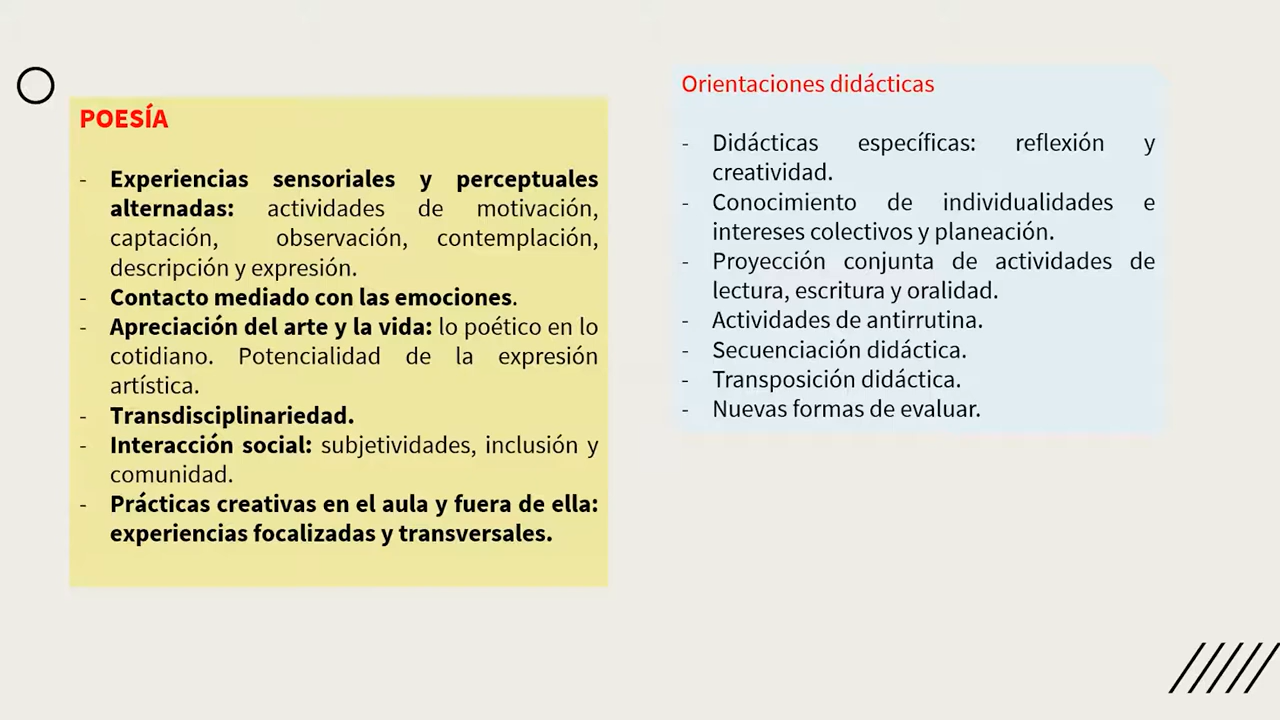 POESÍA
- Experiencias sensoriales y perceptuales
alternadas: actividades de motivación,
captación, observación, contemplación,
descripción y expresión.
- Contacto mediado con las emociones.
- Apreciación del arte y la vida: lo poético en lo
cotidiano. Potencialidad de la expresión
artística.
- Transdisciplinariedad.
- Interacción social: subjetividades, inclusión y
comunidad.
- Prácticas creativas en el aula y fuera de ella:
experiencias focalizadas y transversales.
Orientaciones didácticas
- Didácticas específicas: reflexión y
creatividad.
- Conocimiento de individualidades e
intereses colectivos y planeación.
- Proyección conjunta de actividades de
lectura, escritura y oralidad.
- Actividades de antirrutina.
- Secuenciación didáctica.
- Transposición didáctica.
- Nuevas formas de evaluar.